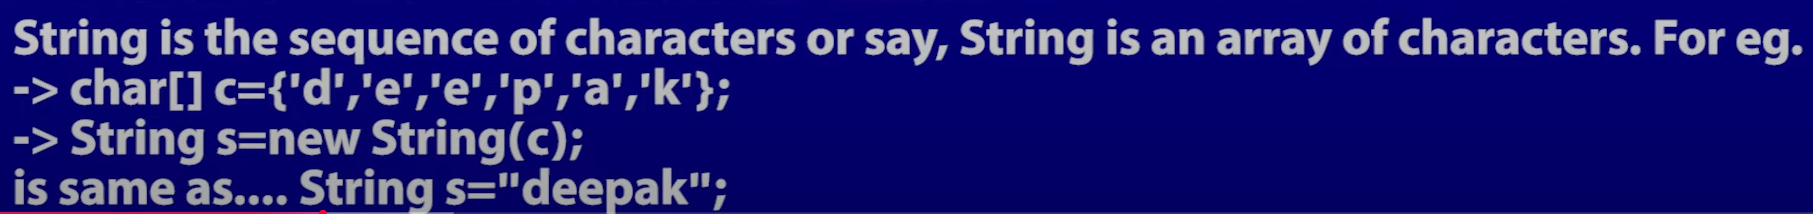 String is the sequence of characters or say, String is an array of characters. For eg.
-> char[] c={'d','e','e','p','a','k'};
-> String s=new String(c);
is same as.... String s="deepak";